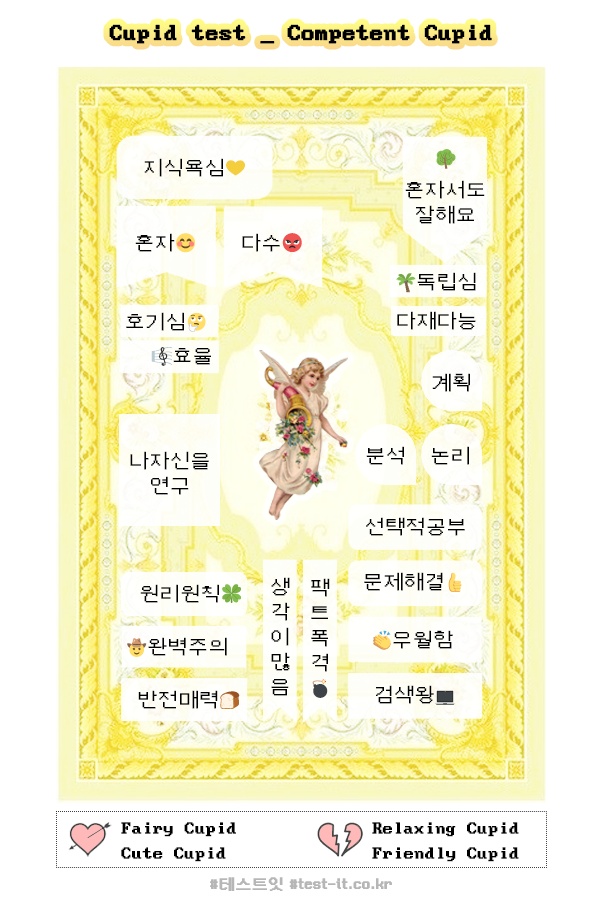 Cupid test _ Competent Cupid
지식욕심💛
🌳
혼자서도
잘해요
혼자😊
다수😡
🌴독립심
호기심🤔
다재다능
🎼효율
계획
나자신을
연구
분석
논리
선택적공부
원리원칙🍀
생각이많음
팩트폭격💣
문제해결👍
🤠완벽주의
👏우월함
반전매력🍞
검색왕💻
Fairy Cupid
Cute Cupid
Relaxing Cupid
Friendly Cupid
#테스트잇 #test-it.co.kr